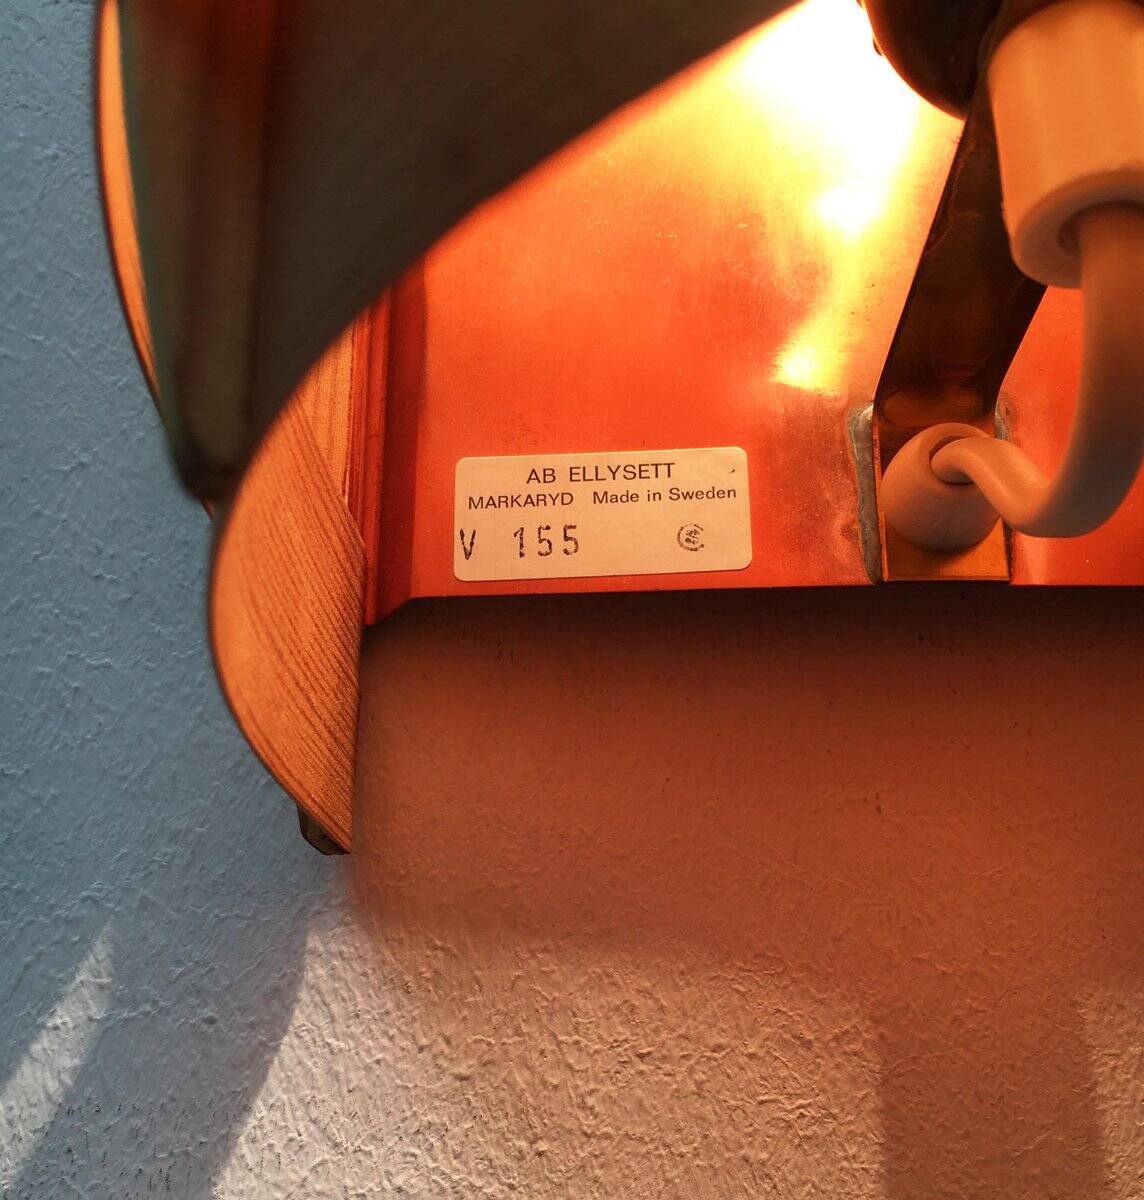 AB ELLYSETT
MARKARYD Made in Sweden
V 155